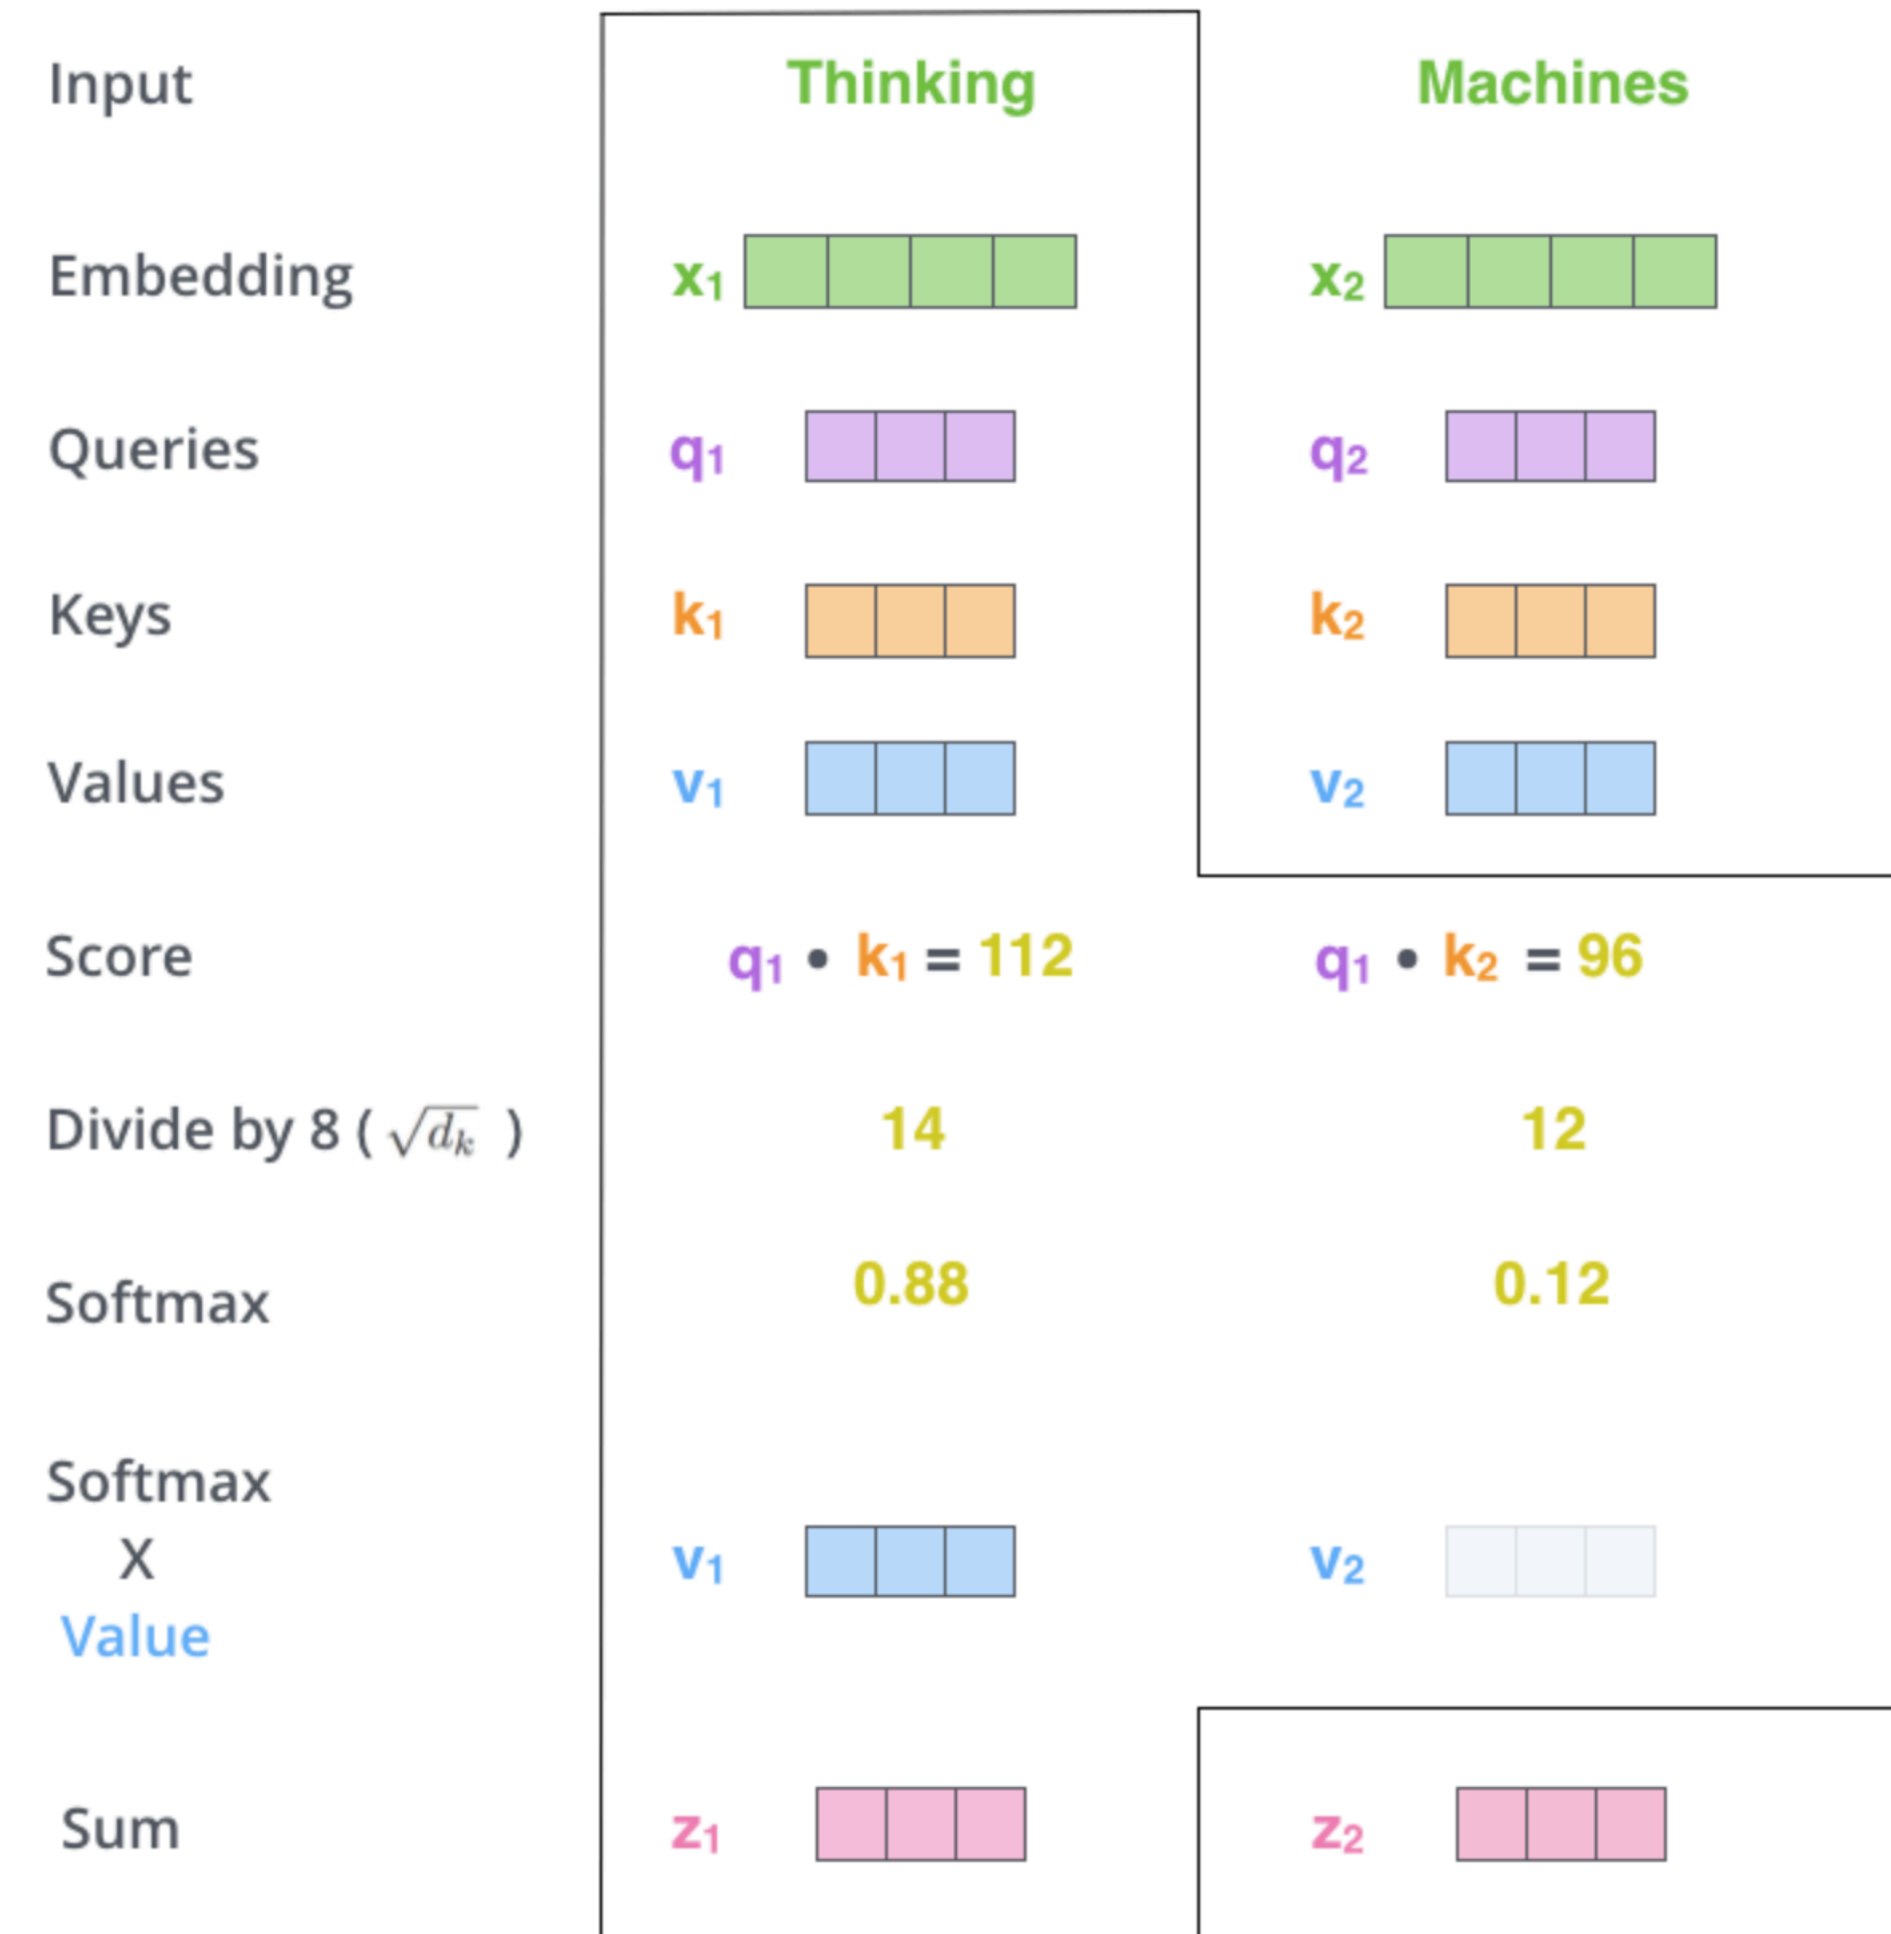 Input Thinking Machines
Embedding x₁ x₂
Queries q₁ q₂
Keys k₁ k₂
Values v₁ v₂
Score q₁ • k₁ = 112 q₁ • k₂ = 96
Divide by 8 ( √dₖ ) 14 12
Softmax 0.88 0.12
Softmax
X
Value
v₁ v₂
Sum z₁ z₂